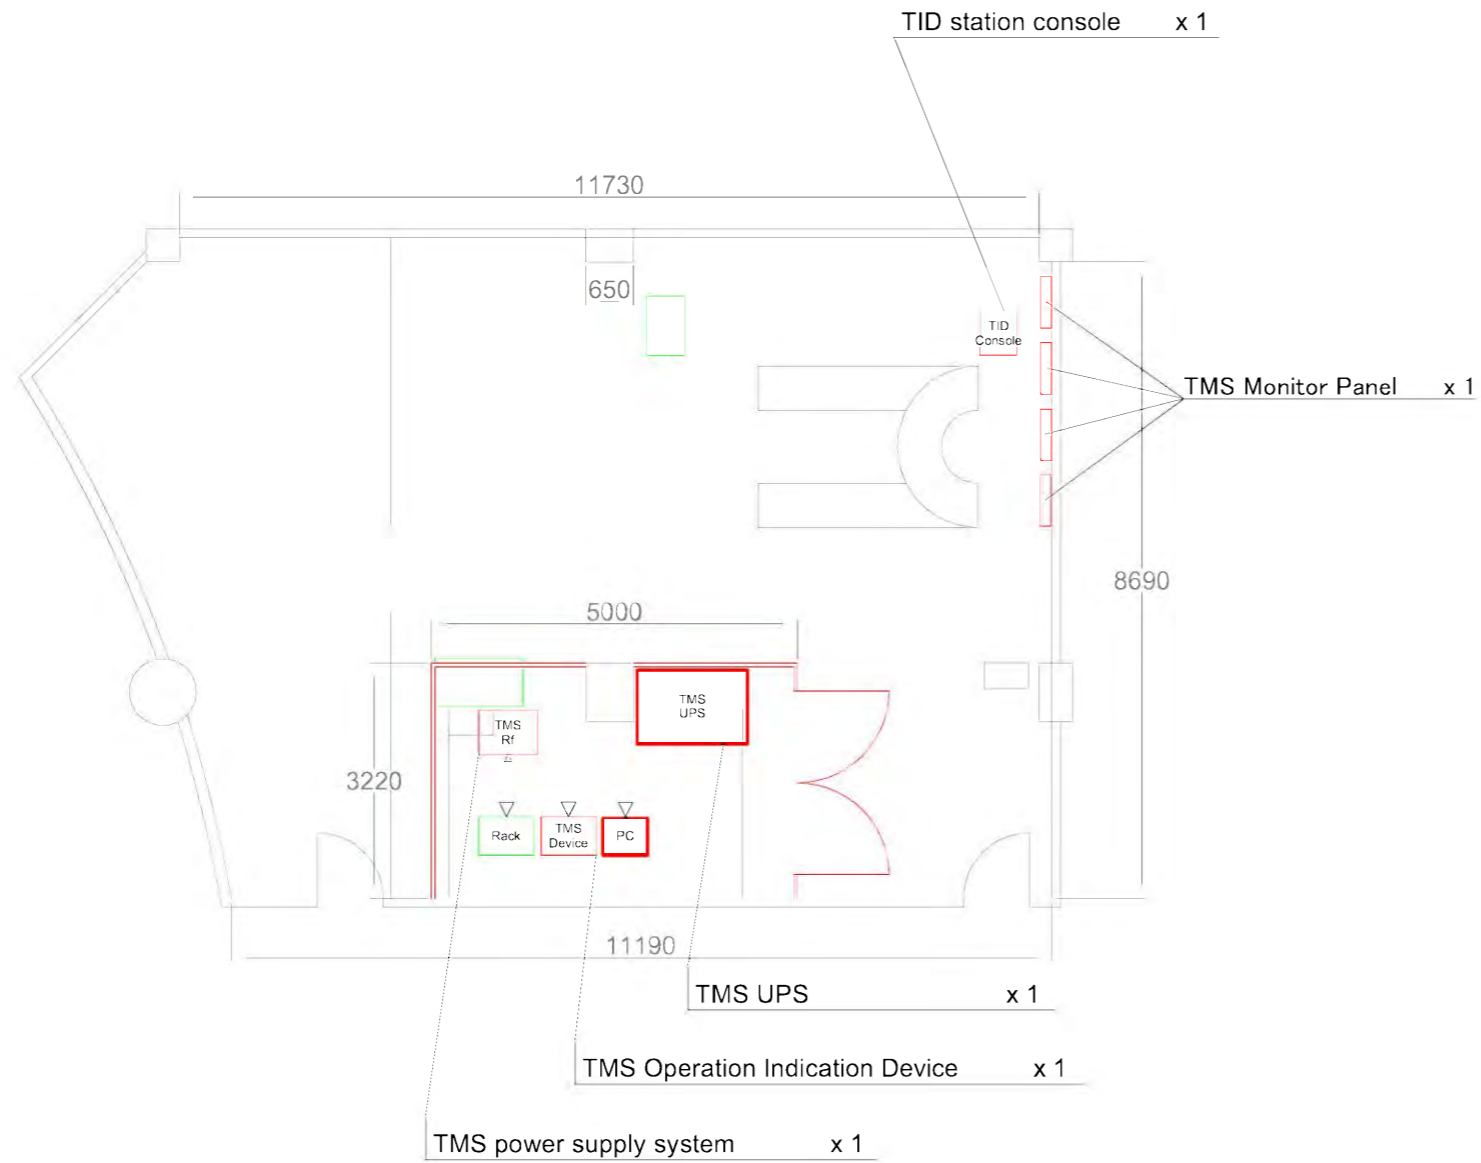 TID station console x 1
11730
650
TID
Console
TMS Monitor Panel x 1
8690
5000
TMS
UPS
TMS
Rf
3220
Rack
TMS
Device
PC
11190
TMS UPS x 1
TMS Operation Indication Device x 1
TMS power supply system x 1